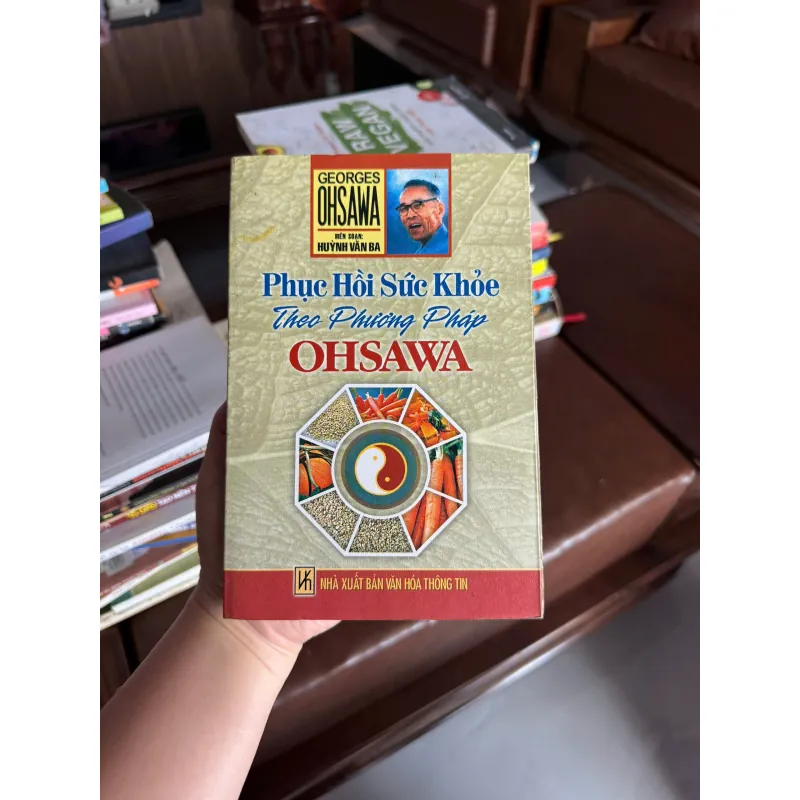 RAW
VEGAN
GEORGES
OHSAWA
BIÊN SOẠN:
HUỲNH VĂN BA
Phục Hồi Sức Khỏe
Theo Phương Pháp
OHSAWA
NHÀ XUẤT BẢN VĂN HÓA THÔNG TIN